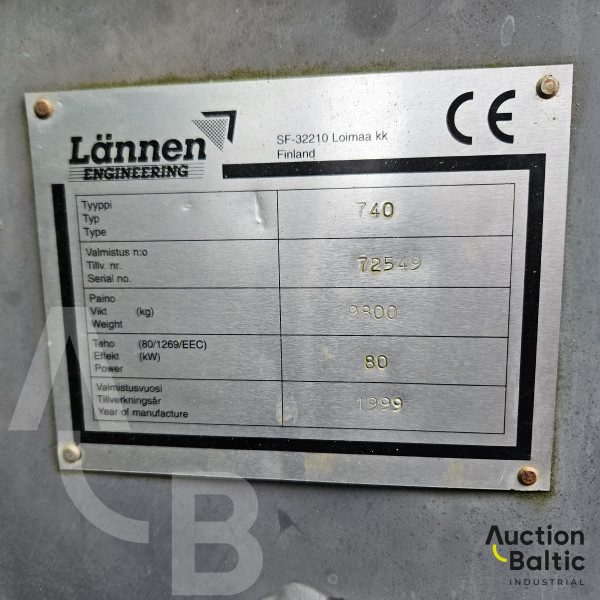 Lännen
ENGINEERING
SF-32210 Loimaa kk
Finland
CE
Tyyppi
Typ
Type
740
Valmistus n:o
Tillv. nr.
Serial no.
72549
Paino
Vikt (kg)
Weight
9800
Teho (80/1269/EEC)
Effekt (kW)
Power
80
Valmistusvuosi
Tillverkningsår
Year of manufacture
1999
A
B
Auction
Baltic
INDUSTRIAL